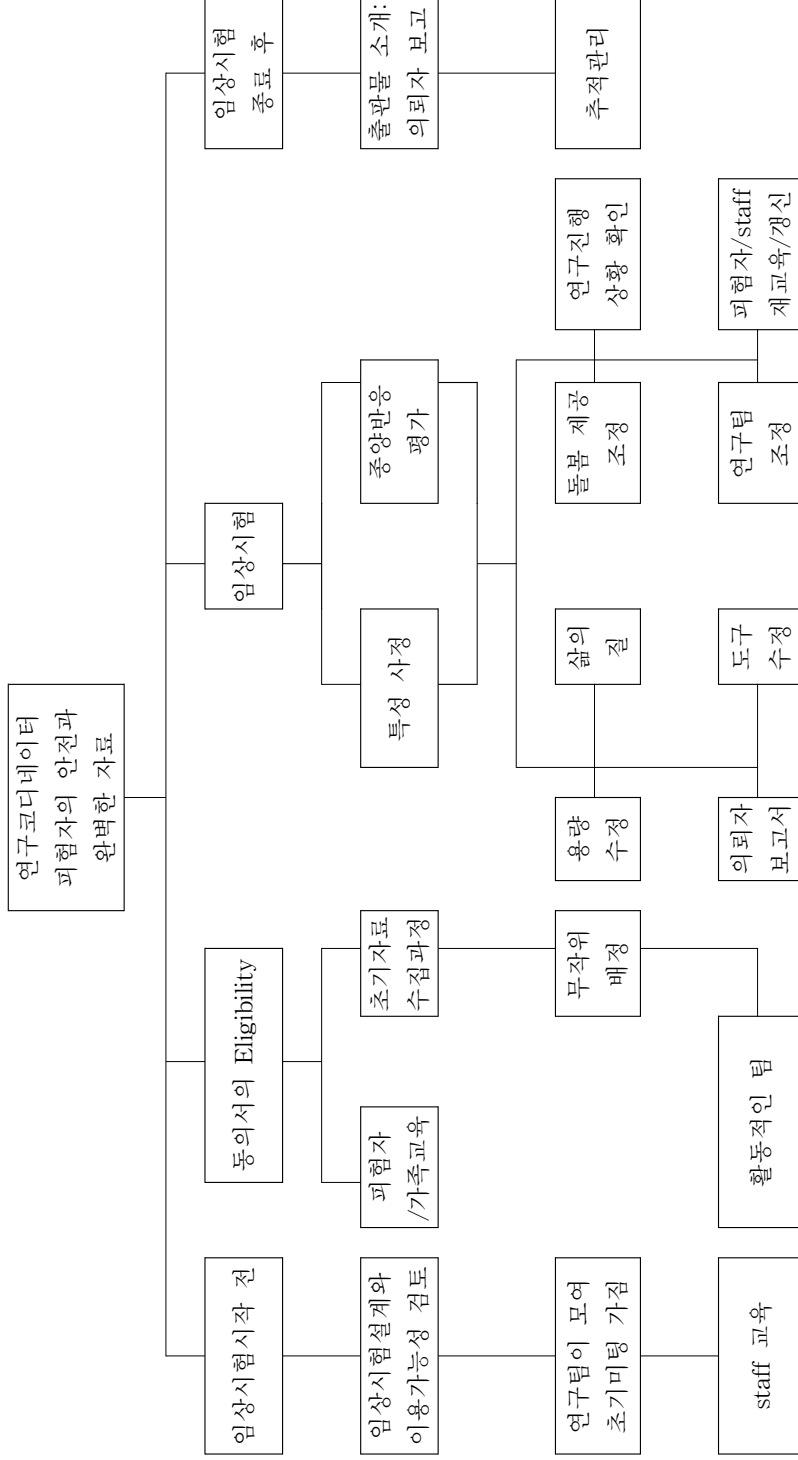 연구코디네이터
피험자의 안전과
완벽한 자료
임상시험시작 전
동의서의 Eligibility
임상시험
임상시험
종료 후
임상시험설계와
이용가능성 검토
피험자
/가족교육
초기자료
수집과정
특성 사정
종양반응
평가
출판물 소개:
의뢰자 보고
연구팀이 모여
초기미팅 가짐
무작위
배정
용량
수정
삶의
질
돌봄 제공
조정
연구진행
상황 확인
추적관리
staff 교육
활동적인 팀
의뢰자
보고서
도구
수정
연구팀
조정
피험자/staff
재교육/갱신